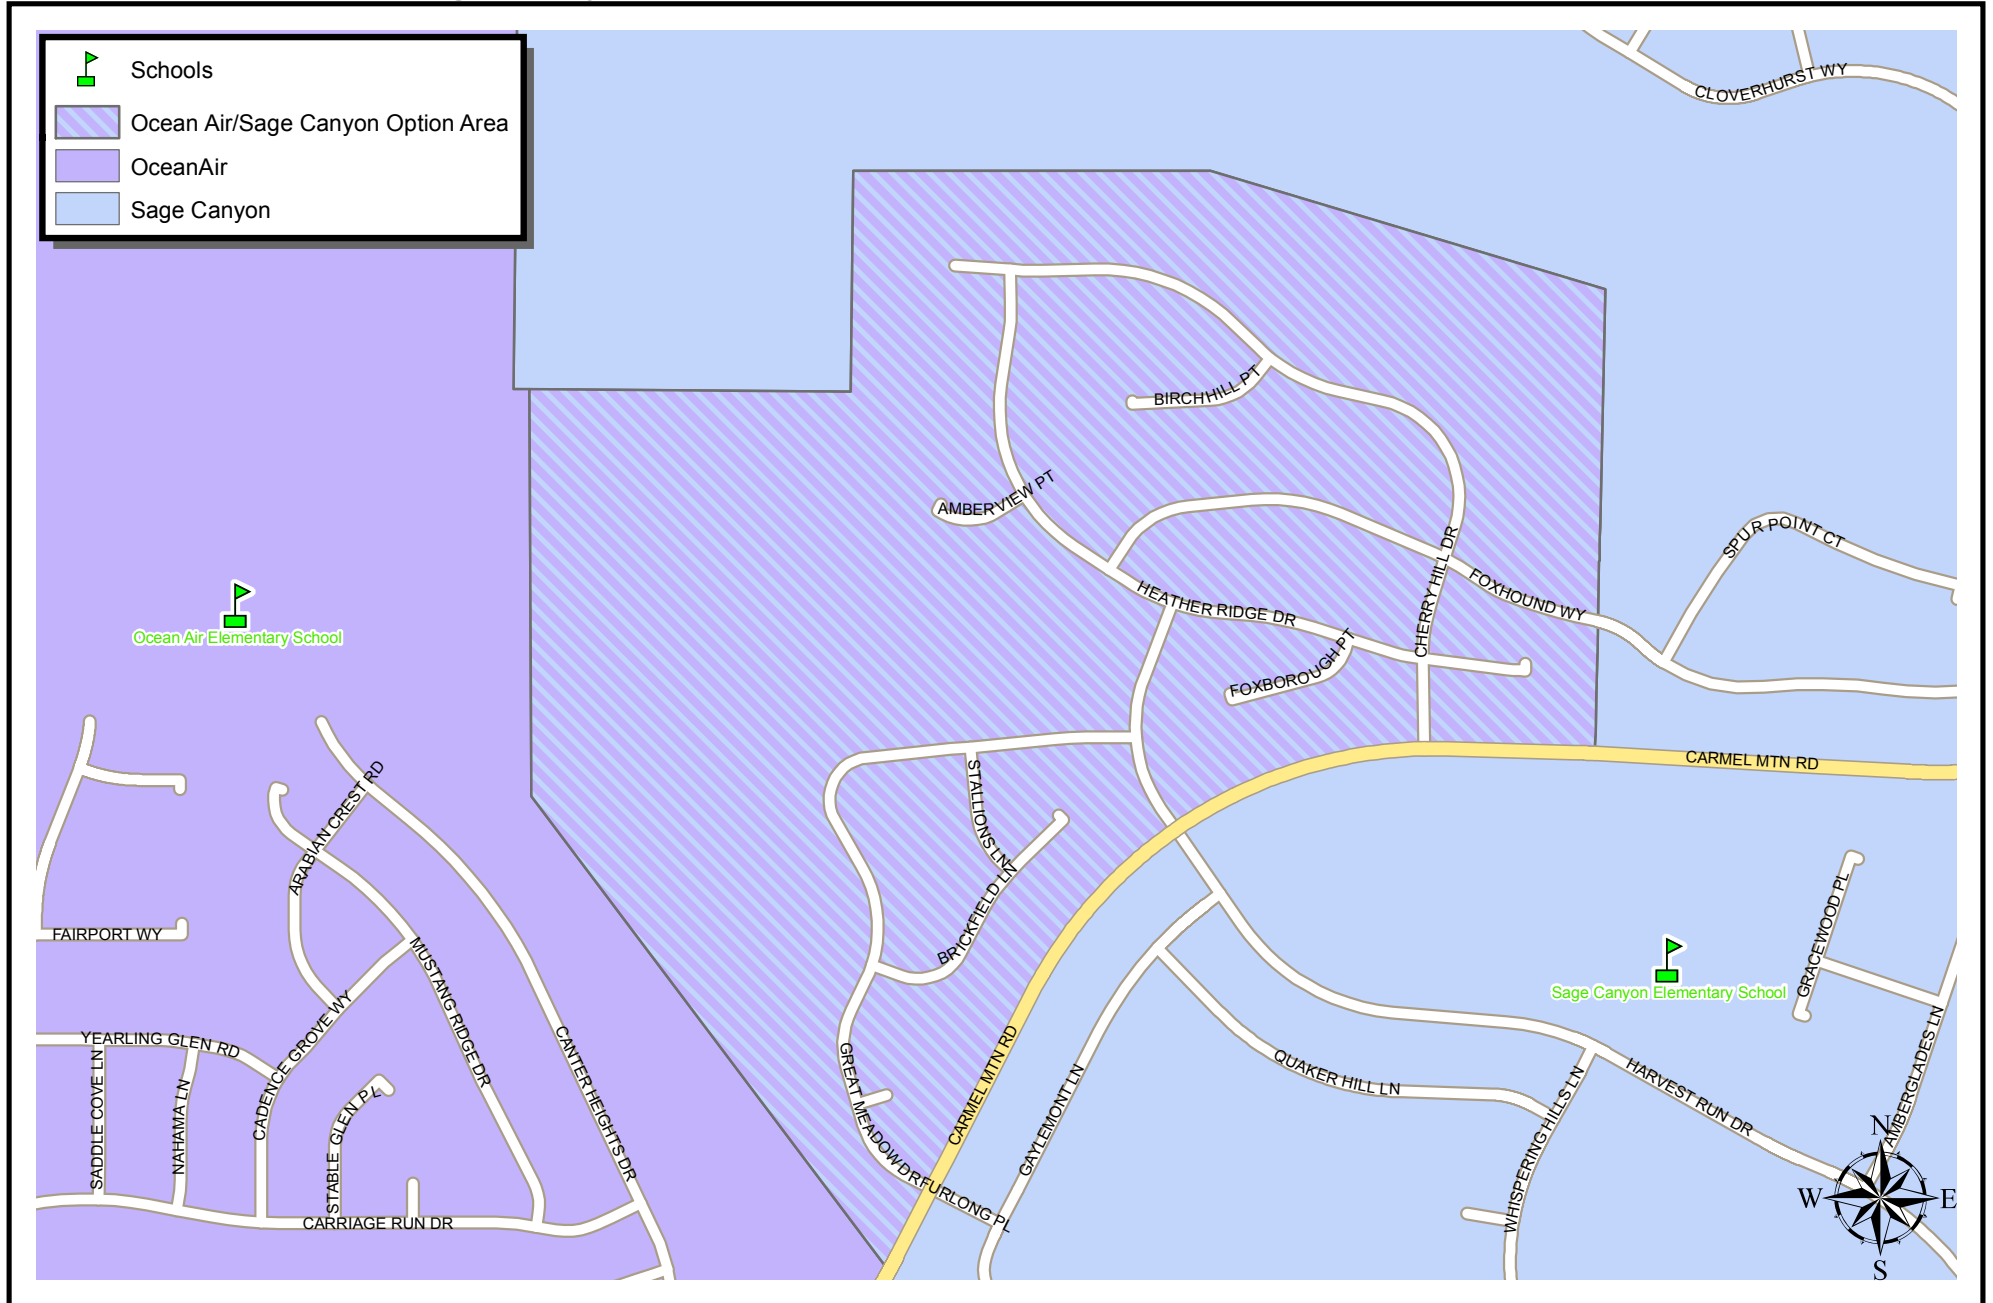 Schools
Ocean Air/Sage Canyon Option Area
OceanAir
Sage Canyon
CLOVERHURST WY
BIRCHHILL PT
AMBERVIEW PT
SPUR POINT CT
HEATHER RIDGE DR
CHERRY HILL DR
FOXHOUND WY
FOXBOROUGH PT
Ocean Air Elementary School
CARMEL MTN RD
STALLIONS LN
ARABIAN CREST RD
BRICKFIELD LN
GRACEWOOD PL
FAIRPORT WY
MUSTANG RIDGE DR
Sage Canyon Elementary School
YEARLING GLEN RD
CADENCE GROVE WY
CANTER HEIGHTS DR
CARMEL MTN RD
SADDLE COVE LN
NAHAMA LN
STABLE GLEN PL
GREAT MEADOW DR
GAYLEMONT LN
QUAKER HILL LN
WHISPERING HILLS LN
HARVEST RUN DR
AMBERGLADES LN
FURLONG PL
CARRIAGE RUN DR
N
W
E
S